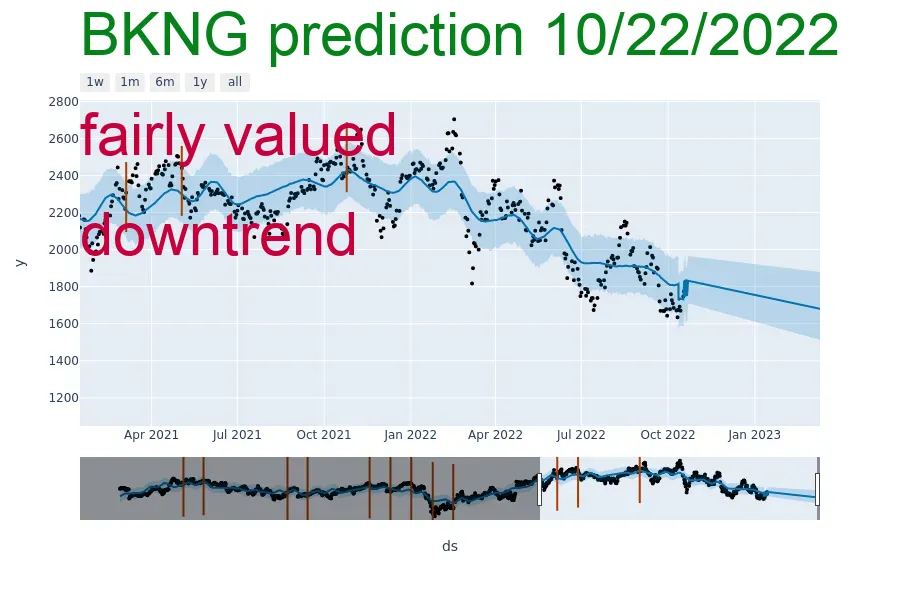 BKNG prediction 10/22/2022
1w 1m 6m 1y all
fairly valued
downtrend
2800
2600
2400
2200
2000
1800
1600
1400
1200
y
Apr 2021 Jul 2021 Oct 2021 Jan 2022 Apr 2022 Jul 2022 Oct 2022 Jan 2023
ds